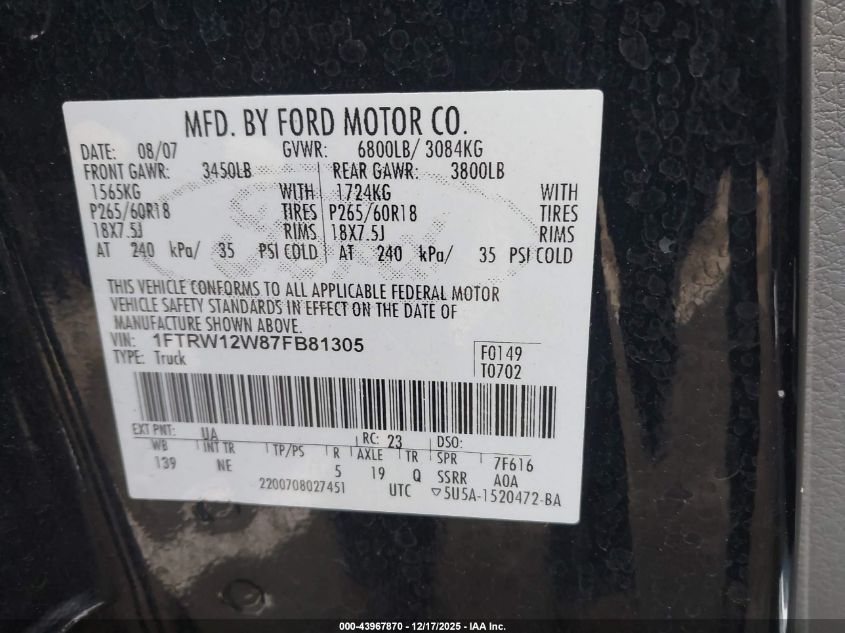 MFD. BY FORD MOTOR CO.
DATE: 08/07 GVWR: 6800LB/ 3084KG
FRONT GAWR: 3450LB REAR GAWR: 3800LB
1565KG WITH 1724KG WITH
P265/60R18 TIRES P265/60R18 TIRES
18X7.5J RIMS 18X7.5J RIMS
AT 240 kPa/ 35 PSI COLD AT 240 kPa/ 35 PSI COLD
THIS VEHICLE CONFORMS TO ALL APPLICABLE FEDERAL MOTOR
VEHICLE SAFETY STANDARDS IN EFFECT ON THE DATE OF
MANUFACTURE SHOWN ABOVE.
VIN: 1FTRW12W87FB81305
TYPE: Truck
F0149
T0702
EXT PNT: UA RC: 23 DSO:
WB INT TR TP/PS R AXLE TR SPR 7F616
139 NE 5 19 Q SSRR A0A
2200708027451 UTC ▽5U5A-1520472-BA
000-43967870 - 12/17/2025 - IAA Inc.